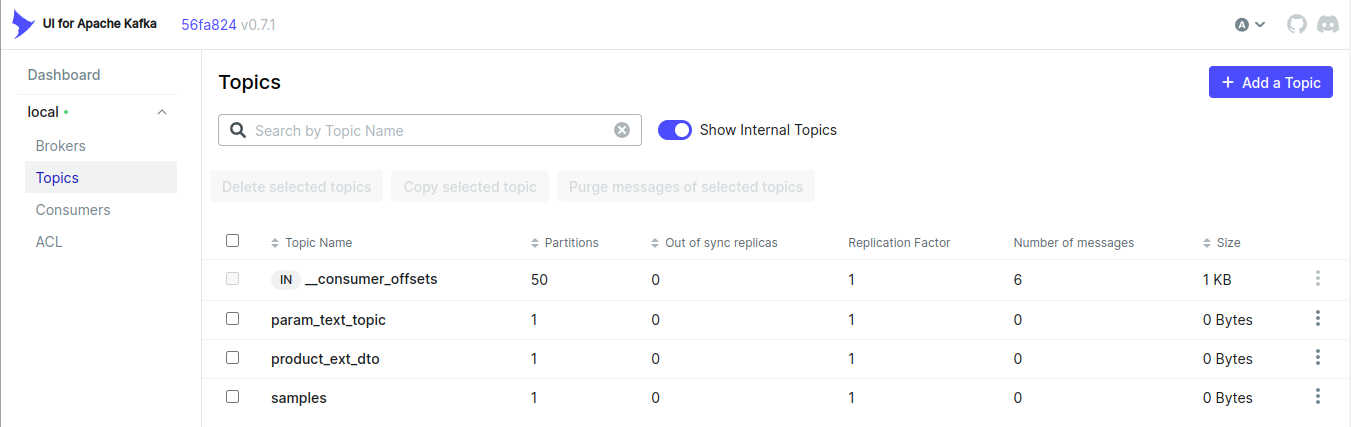 UI for Apache Kafka 56fa824 v0.7.1 A
Dashboard
local
Brokers
Topics
Consumers
ACL
Topics
Add a Topic
Search by Topic Name
Show Internal Topics
Delete selected topics Copy selected topic Purge messages of selected topics
Topic Name Partitions Out of sync replicas Replication Factor Number of messages Size
IN __consumer_offsets 50 0 1 6 1 KB
param_text_topic 1 0 1 0 0 Bytes
product_ext_dto 1 0 1 0 0 Bytes
samples 1 0 1 0 0 Bytes